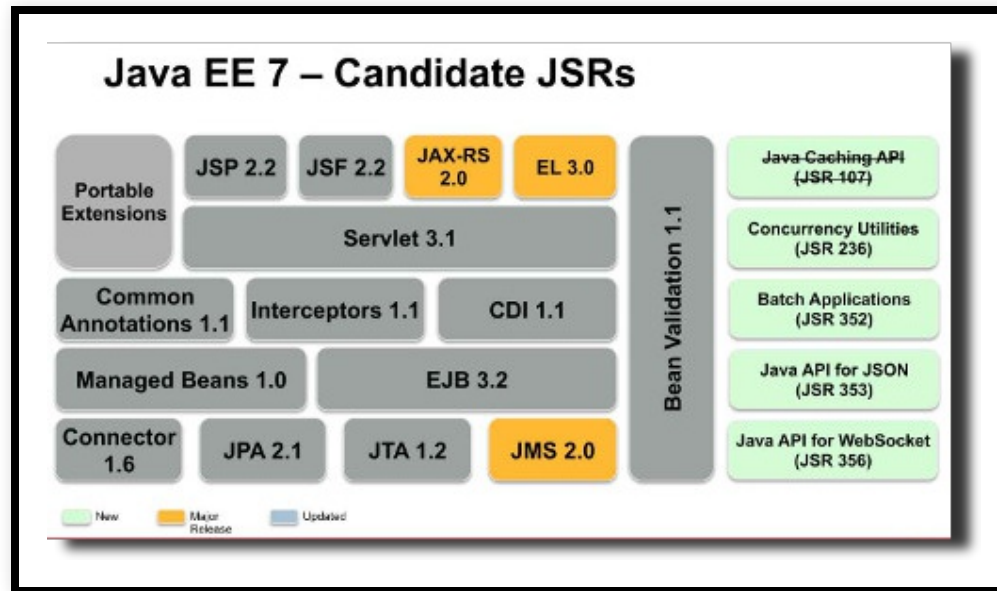 Java EE 7 – Candidate JSRs
Portable
Extensions
JSP 2.2
JSF 2.2
JAX-RS
2.0
EL 3.0
Servlet 3.1
Common
Annotations 1.1
Interceptors 1.1
CDI 1.1
Managed Beans 1.0
EJB 3.2
Connector
1.6
JPA 2.1
JTA 1.2
JMS 2.0
Bean Validation 1.1
Java Caching API
(JSR 107)
Concurrency Utilities
(JSR 236)
Batch Applications
(JSR 352)
Java API for JSON
(JSR 353)
Java API for WebSocket
(JSR 356)
New
Major
Release
Updated